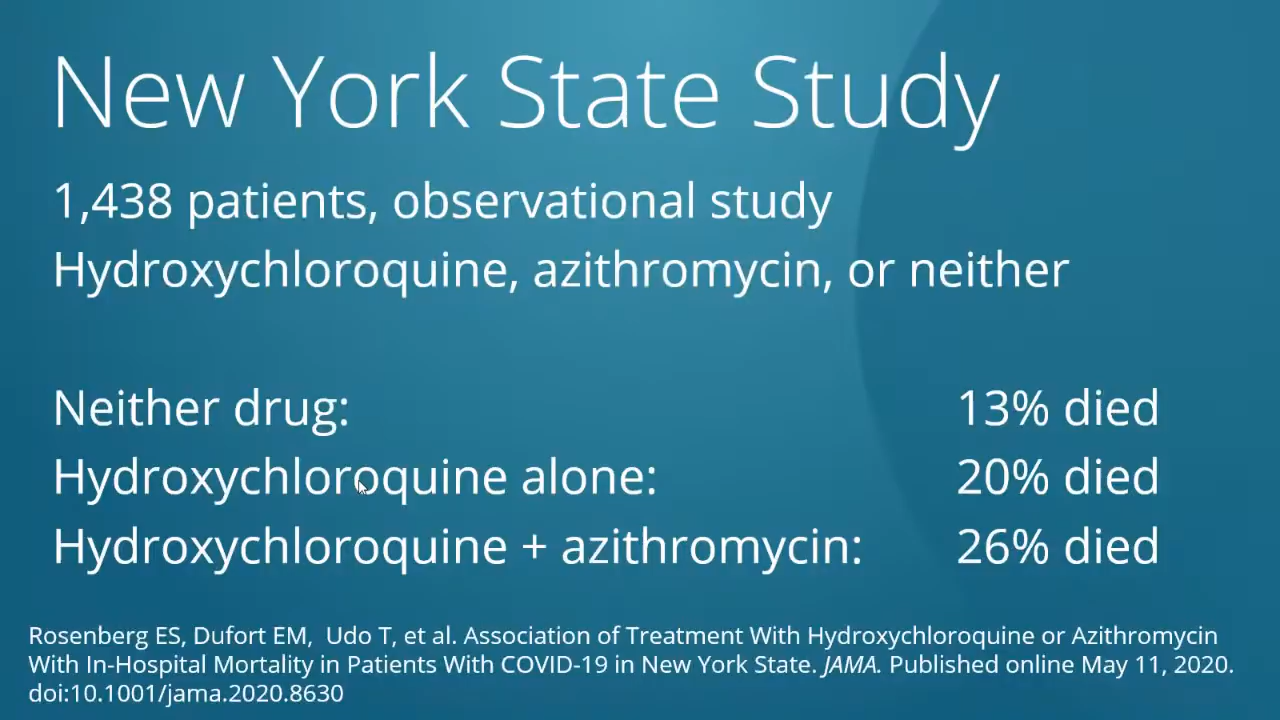 New York State Study
1,438 patients, observational study
Hydroxychloroquine, azithromycin, or neither
Neither drug: 13% died
Hydroxychloroquine alone: 20% died
Hydroxychloroquine + azithromycin: 26% died
Rosenberg ES, Dufort EM,  Udo T, et al. Association of Treatment With Hydroxychloroquine or Azithromycin
With In-Hospital Mortality in Patients With COVID-19 in New York State. JAMA. Published online May 11, 2020.
doi:10.1001/jama.2020.8630